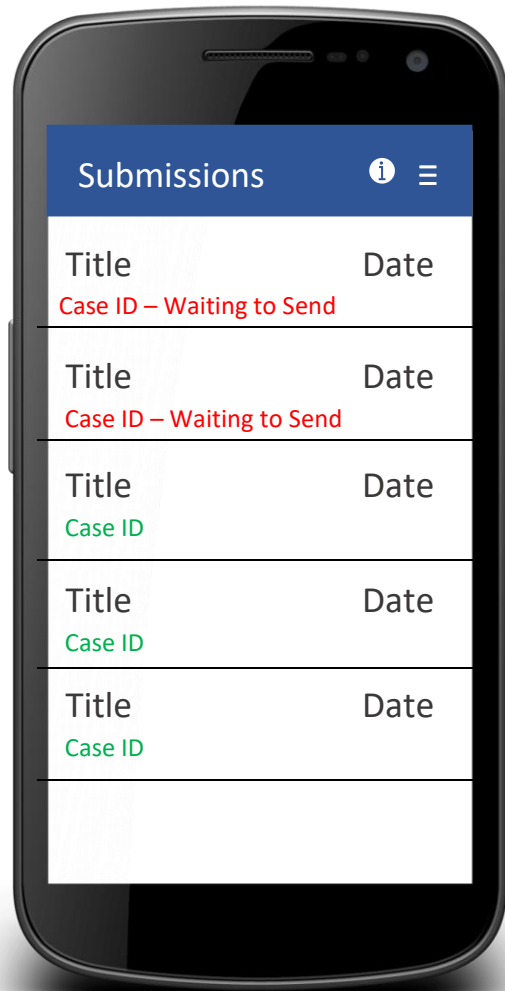 Submissions
Title Date
Case ID – Waiting to Send
Title Date
Case ID – Waiting to Send
Title Date
Case ID
Title Date
Case ID
Title Date
Case ID